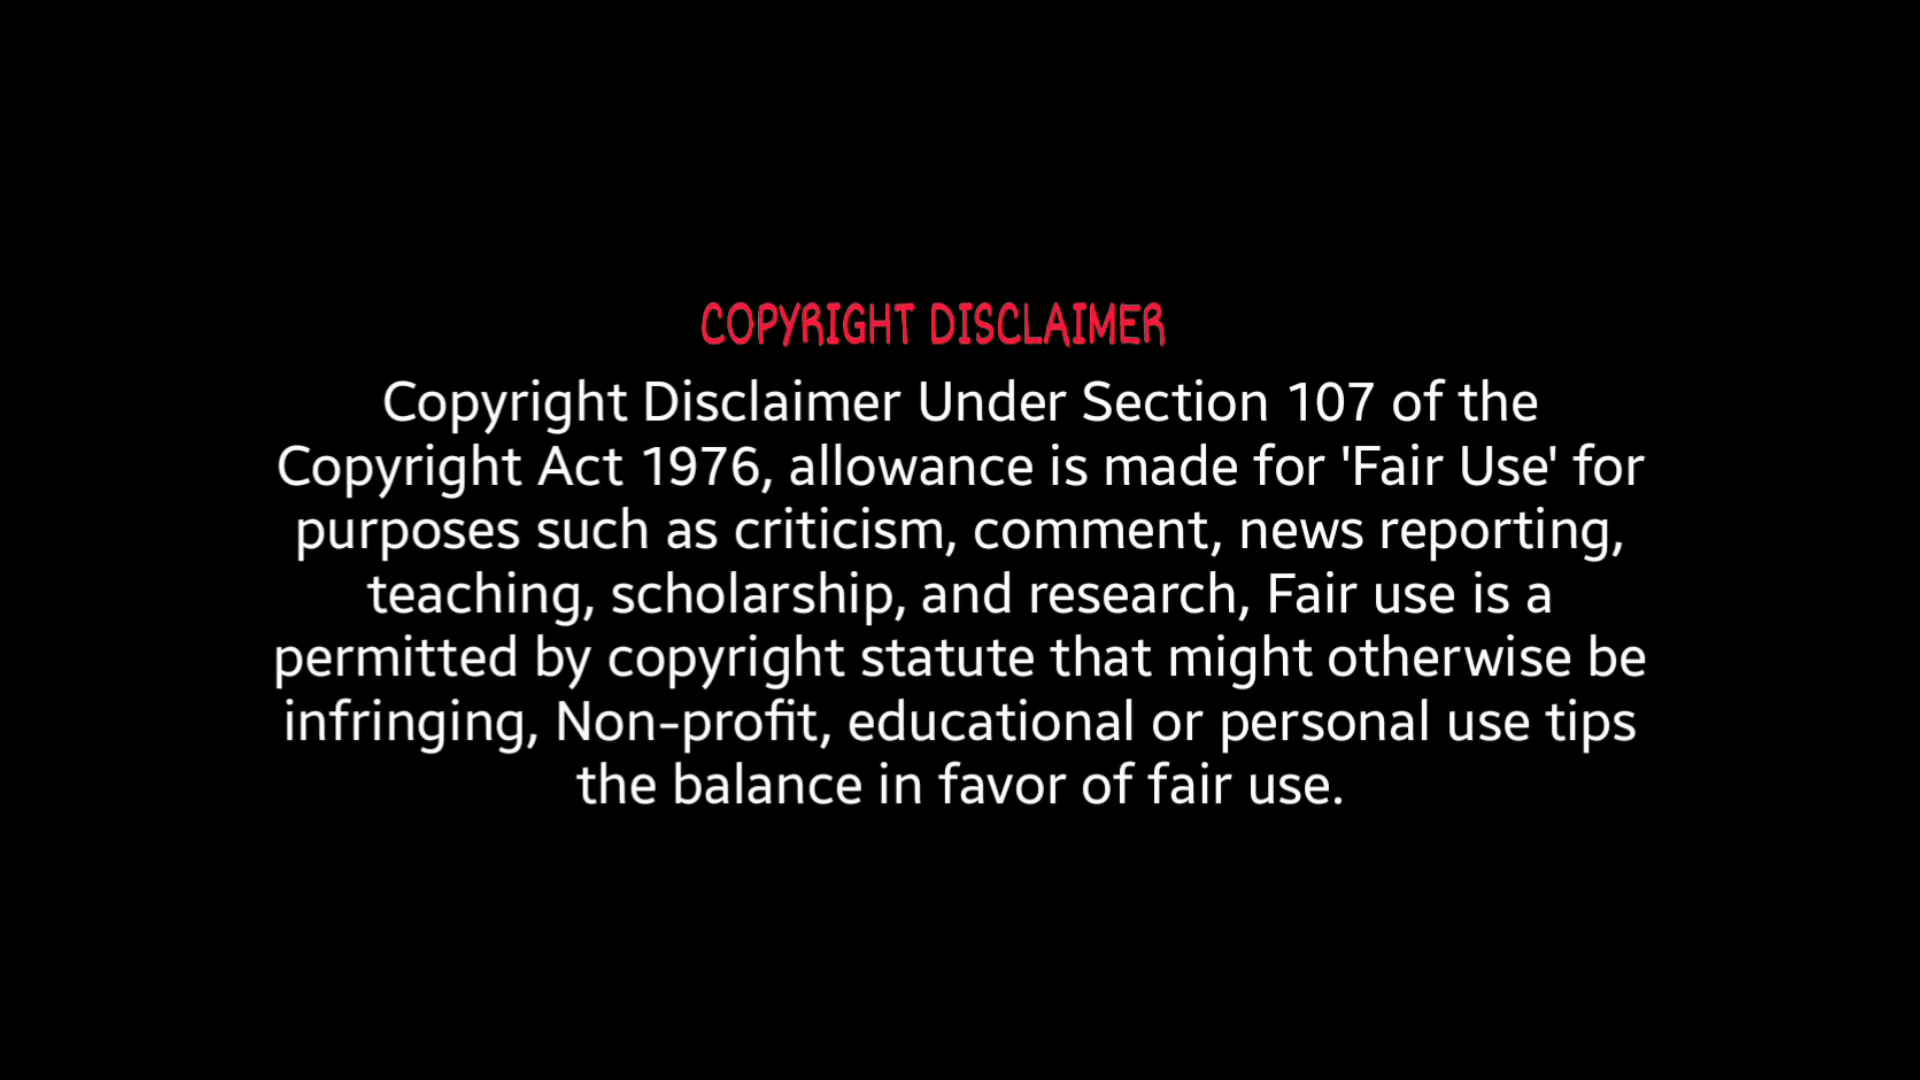 COPYRIGHT DISCLAIMER
Copyright Disclaimer Under Section 107 of the
Copyright Act 1976, allowance is made for 'Fair Use' for
purposes such as criticism, comment, news reporting,
teaching, scholarship, and research, Fair use is a
permitted by copyright statute that might otherwise be
infringing, Non-profit, educational or personal use tips
the balance in favor of fair use.